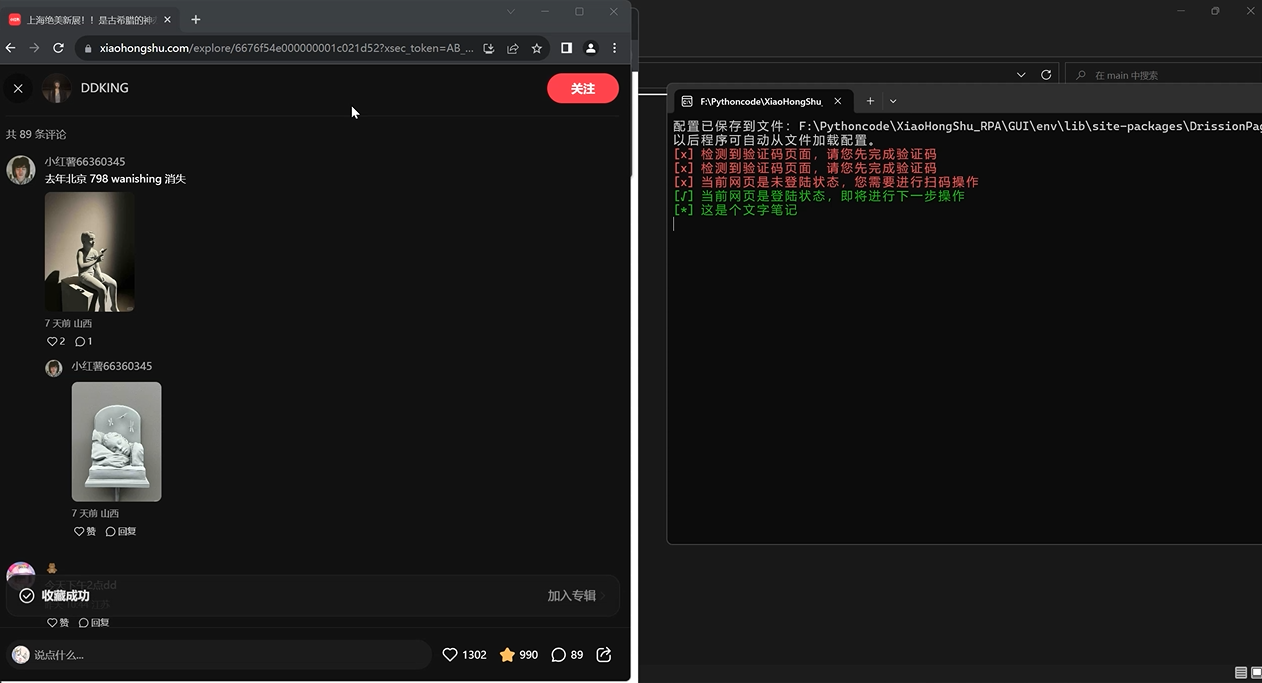 上海绝美新展！！是古希腊的神
xiaohongshu.com/explore/6676f54e000000001c021d52?xsec_token=AB_...
DDKING
关注
共 89 条评论
小红薯66360345
去年北京 798 wanishing 消失
7 天前 山西
2 1
小红薯66360345
7 天前 山西
赞 回复
今天下午2点dd
收藏成功
加入专辑
赞 回复
说点什么...
1302 990 89
在 main 中搜索
F:\Pythoncode\XiaoHongShu_
配置已保存到文件：F:\Pythoncode\XiaoHongShu_RPA\GUI\env\lib\site-packages\DrissionPag
以后程序可自动从文件加载配置。
[x] 检测到验证码页面，请您先完成验证码
[x] 检测到验证码页面，请您先完成验证码
[x] 当前网页是未登陆状态，您需要进行扫码操作
[√] 当前网页是登陆状态，即将进行下一步操作
[*] 这是个文字笔记